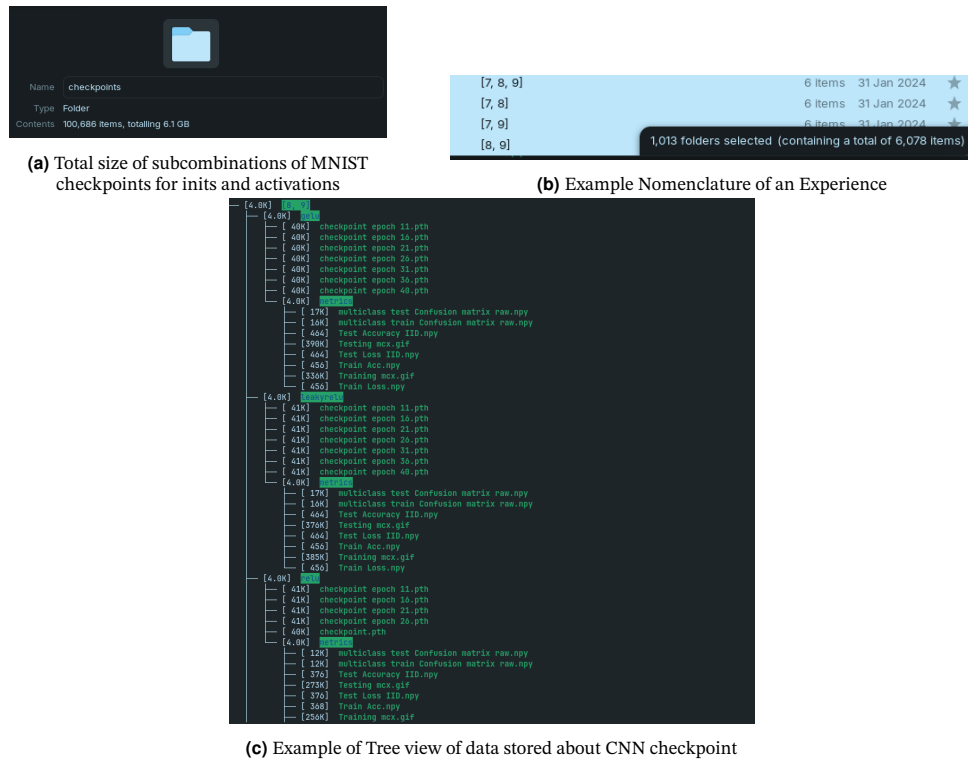 Name checkpoints
Type Folder
Contents 100,686 items, totalling 6.1 GB
(a) Total size of subcombinations of MNIST
checkpoints for inits and activations
[7, 8, 9] 6 items 31 Jan 2024
[7, 8] 6 items 31 Jan 2024
[7, 9] 6 items 31 Jan 2024
[8, 9]
1,013 folders selected (containing a total of 6,078 items)
(b) Example Nomenclature of an Experience
[4.0K] [8, 9]
[4.0K] gelu
[ 40K] checkpoint epoch 11.pth
[ 40K] checkpoint epoch 16.pth
[ 40K] checkpoint epoch 21.pth
[ 40K] checkpoint epoch 26.pth
[ 40K] checkpoint epoch 31.pth
[ 40K] checkpoint epoch 36.pth
[ 40K] checkpoint epoch 40.pth
[4.0K] metrics
[ 17K] multiclass test Confusion matrix raw.npy
[ 16K] multiclass train Confusion matrix raw.npy
[ 464] Test Accuracy IID.npy
[390K] Testing mcx.gif
[ 464] Test Loss IID.npy
[ 456] Train Acc.npy
[336K] Training mcx.gif
[ 456] Train Loss.npy
[4.0K] leakyrelu
[ 41K] checkpoint epoch 11.pth
[ 41K] checkpoint epoch 16.pth
[ 41K] checkpoint epoch 21.pth
[ 41K] checkpoint epoch 26.pth
[ 41K] checkpoint epoch 31.pth
[ 41K] checkpoint epoch 36.pth
[ 41K] checkpoint epoch 40.pth
[4.0K] metrics
[ 17K] multiclass test Confusion matrix raw.npy
[ 16K] multiclass train Confusion matrix raw.npy
[ 464] Test Accuracy IID.npy
[376K] Testing mcx.gif
[ 464] Test Loss IID.npy
[ 456] Train Acc.npy
[385K] Training mcx.gif
[ 456] Train Loss.npy
[4.0K] relu
[ 41K] checkpoint epoch 11.pth
[ 41K] checkpoint epoch 16.pth
[ 41K] checkpoint epoch 21.pth
[ 41K] checkpoint epoch 26.pth
[ 40K] checkpoint.pth
[4.0K] metrics
[ 12K] multiclass test Confusion matrix raw.npy
[ 12K] multiclass train Confusion matrix raw.npy
[ 376] Test Accuracy IID.npy
[273K] Testing mcx.gif
[ 376] Test Loss IID.npy
[ 368] Train Acc.npy
[256K] Training mcx.gif
(c) Example of Tree view of data stored about CNN checkpoint